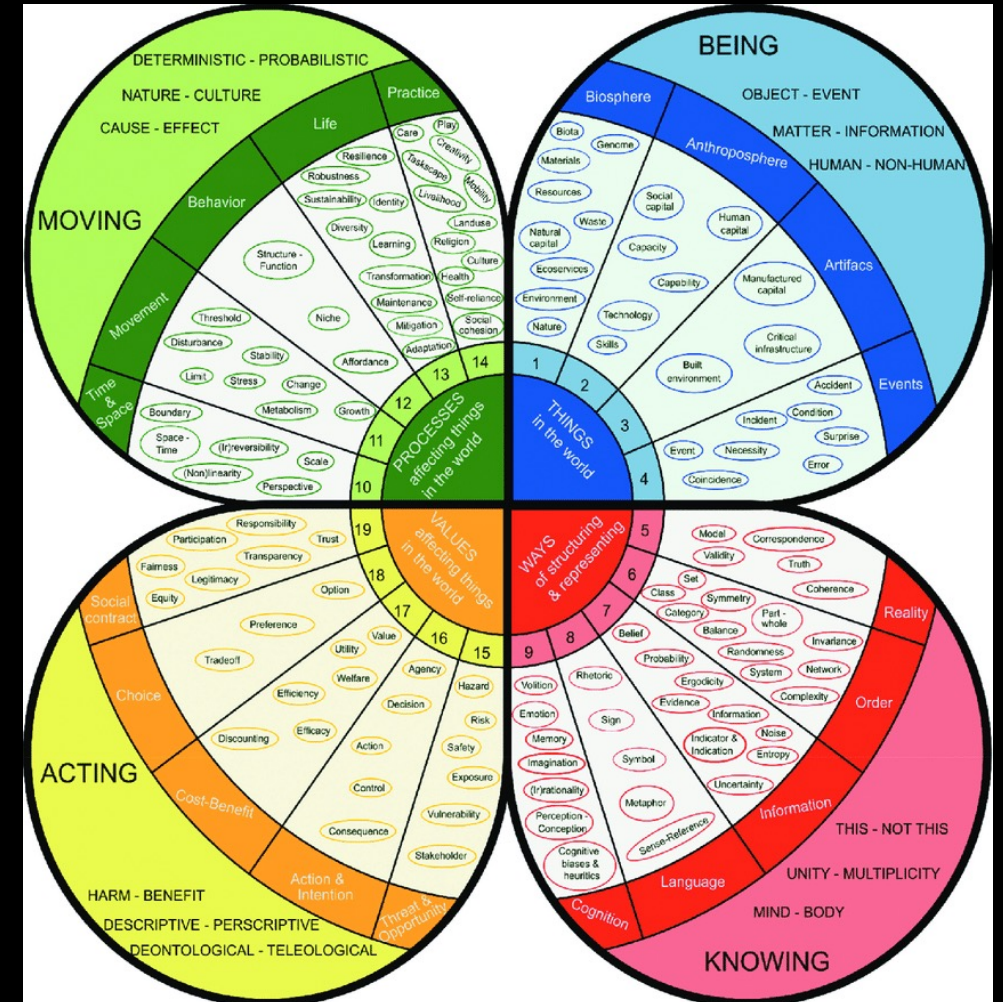 MOVING
DETERMINISTIC - PROBABILISTIC
NATURE - CULTURE
CAUSE - EFFECT
Practice
Life
Behavior
Movement
Time
&
Space
Care
Play
Creativity
Taskscape
Mobility
Livelihood
Landuse
Religion
Culture
Health
Self-reliance
Social
cohesion
Resilience
Robustness
Sustainability
Identity
Diversity
Learning
Transformation
Maintenance
Mitigation
Adaptation
Structure -
Function
Niche
Affordance
Threshold
Disturbance
Stability
Limit
Stress
Change
Metabolism
Growth
Boundary
Space -
Time
(Ir)reversibility
Scale
(Non)linearity
Perspective
14
13
12
11
10
PROCESSES
affecting things
in the world
BEING
OBJECT - EVENT
MATTER - INFORMATION
HUMAN - NON-HUMAN
Biosphere
Anthroposphere
Artifacs
Events
Biota
Genome
Materials
Resources
Waste
Natural
capital
Ecoservices
Environment
Nature
Social
capital
Human
capital
Capacity
Capability
Technology
Skills
Manufactured
capital
Critical
infrastructure
Built
environment
Accident
Condition
Incident
Surprise
Event
Necessity
Error
Coincidence
1
2
3
4
THINGS
in the world
ACTING
HARM - BENEFIT
DESCRIPTIVE - PERSCRIPTIVE
DEONTOLOGICAL - TELEOLOGICAL
Social
contract
Choice
Cost-Benefit
Action &
Intention
Threat &
Opportunity
Responsibility
Participation
Trust
Transparency
Fairness
Legitimacy
Equity
Option
Preference
Tradeoff
Value
Utility
Welfare
Efficiency
Efficacy
Discounting
Agency
Decision
Action
Control
Consequence
Hazard
Risk
Safety
Exposure
Vulnerability
Stakeholder
19
18
17
16
15
VALUES
affecting things
in the world
KNOWING
THIS - NOT THIS
UNITY - MULTIPLICITY
MIND - BODY
Reality
Order
Information
Language
Cognition
Model
Correspondence
Validity
Truth
Coherence
Set
Class
Symmetry
Category
Part -
whole
Balance
Invariance
Randomness
System
Network
Complexity
Belief
Probability
Ergodicity
Evidence
Information
Indicator &
Indication
Noise
Entropy
Uncertainty
Rhetoric
Sign
Symbol
Metaphor
Sense-Reference
Volition
Emotion
Memory
Imagination
(Ir)rationality
Perception -
Conception
Cognitive
biases &
heuritics
5
6
7
8
9
WAYS
of structuring
& representing